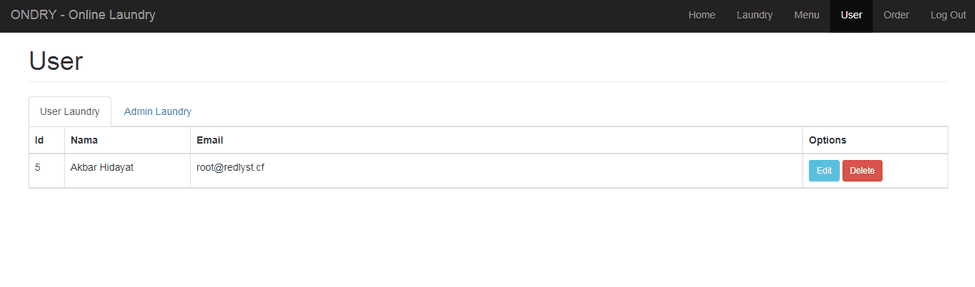 ONDRY - Online Laundry Home Laundry Menu User Order Log Out
User
User Laundry Admin Laundry
Id Nama Email Options
5 Akbar Hidayat root@redlyst.cf Edit Delete